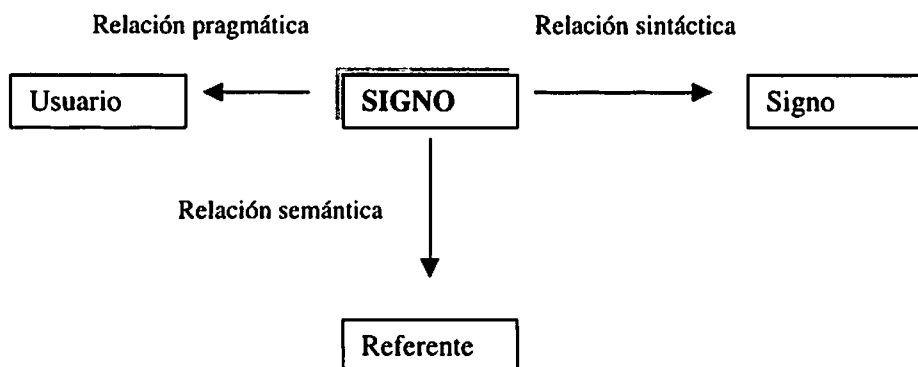 Relación pragmática Relación sintáctica
Usuario SIGNO Signo
Relación semántica
Referente